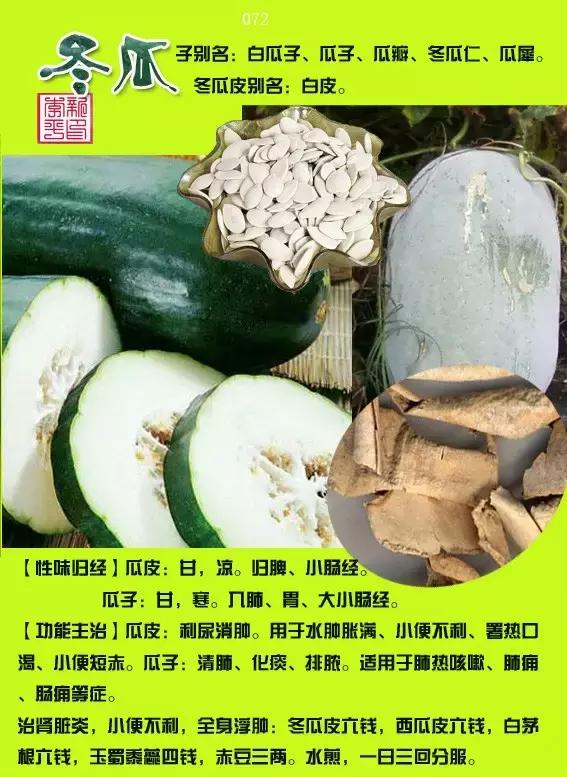 072
冬瓜
子别名：白瓜子、瓜子、瓜瓣、冬瓜仁、瓜犀。
冬瓜皮别名：白皮。
【性味归经】瓜皮：甘，凉。归脾、小肠经。
瓜子：甘，寒。入肺、胃、大小肠经。
【功能主治】瓜皮：利尿消肿。用于水肿胀满、小便不利、署热口
渴、小便短赤。瓜子：清肺、化痰、排脓。适用于肺热咳嗽、肺痈
、肠痈等症。
治肾脏炎，小便不利，全身浮肿：冬瓜皮六钱，西瓜皮六钱，白茅
根六钱，玉蜀黍蕊四钱，赤豆三两。水煎，一日三回分服。